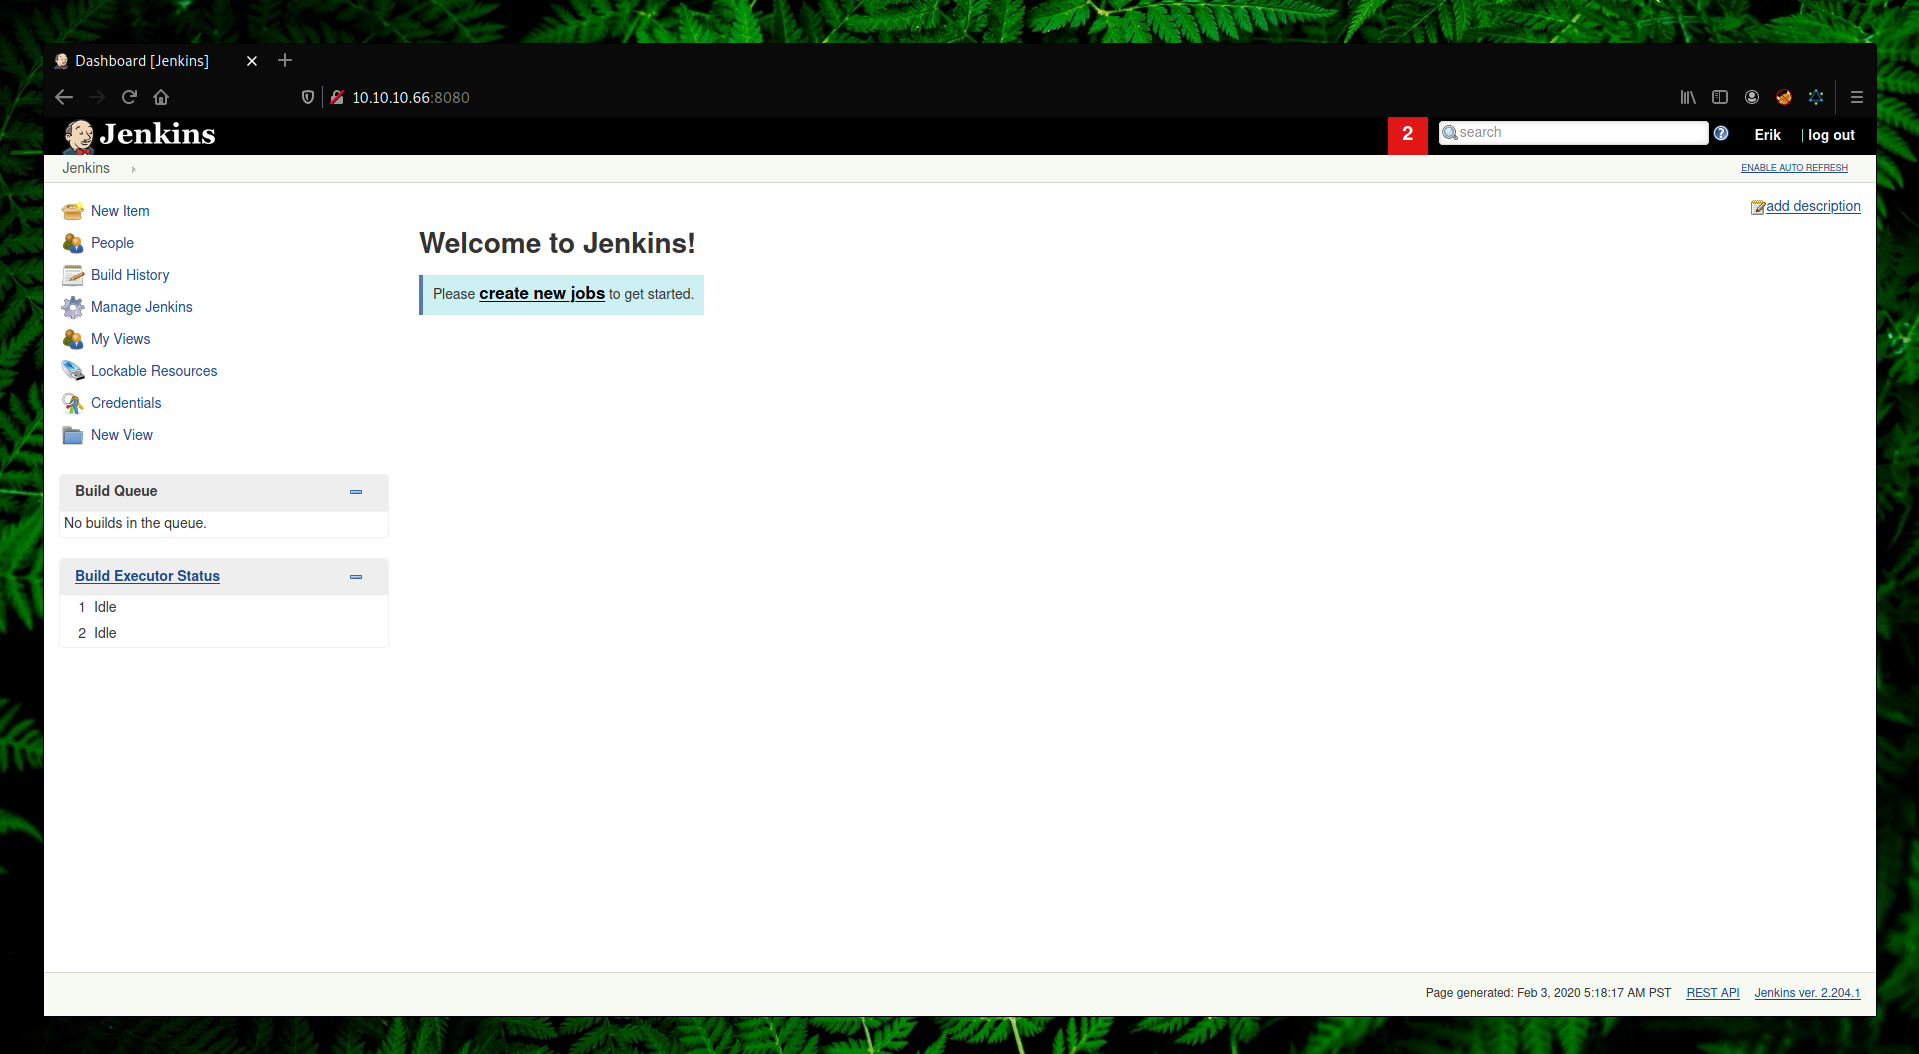 Dashboard [Jenkins]
10.10.10.66:8080
Jenkins
2
search
Erik
| log out
Jenkins
ENABLE AUTO REFRESH
New Item
People
Build History
Manage Jenkins
My Views
Lockable Resources
Credentials
New View
add description
Welcome to Jenkins!
Please create new jobs to get started.
Build Queue
No builds in the queue.
Build Executor Status
1 Idle
2 Idle
Page generated: Feb 3, 2020 5:18:17 AM PST REST API Jenkins ver. 2.204.1